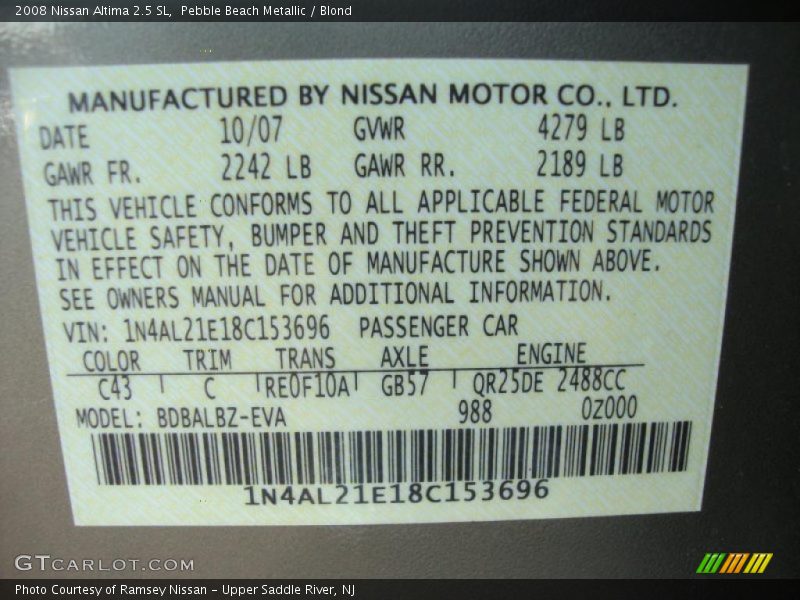 2008 Nissan Altima 2.5 SL,  Pebble Beach Metallic / Blond
MANUFACTURED BY NISSAN MOTOR CO., LTD.
DATE 10/07 GVWR 4279 LB
GAWR FR. 2242 LB GAWR RR. 2189 LB
THIS VEHICLE CONFORMS TO ALL APPLICABLE FEDERAL MOTOR
VEHICLE SAFETY, BUMPER AND THEFT PREVENTION STANDARDS
IN EFFECT ON THE DATE OF MANUFACTURE SHOWN ABOVE.
SEE OWNERS MANUAL FOR ADDITIONAL INFORMATION.
VIN: 1N4AL21E18C153696 PASSENGER CAR
COLOR TRIM TRANS AXLE ENGINE
C43 C RE0F10A GB57 QR25DE 2488CC
MODEL: BDBALBZ-EVA 988 0Z000
1N4AL21E18C153696
GTCARLOT.COM
Photo Courtesy of Ramsey Nissan - Upper Saddle River, NJ